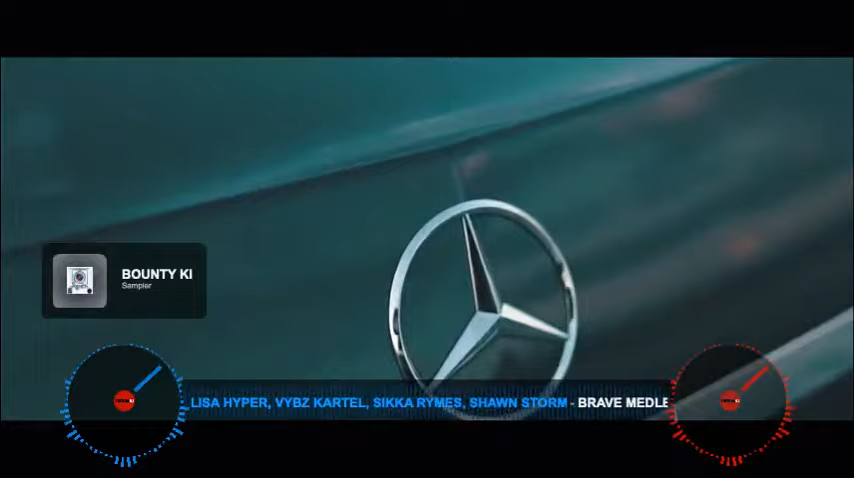 BOUNTY KI
Sampler
LISA HYPER, VYBZ KARTEL, SIKKA RYMES, SHAWN STORM - BRAVE MEDLE